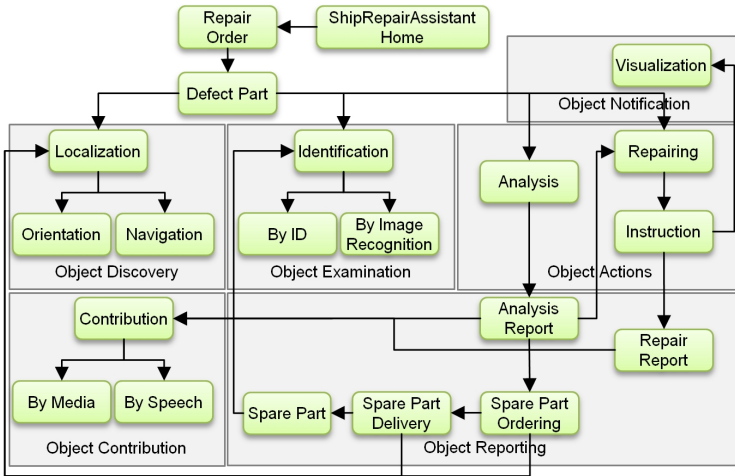 Repair
Order
ShipRepairAssistant
Home
Visualization
Object Notification
Defect Part
Localization
Identification
Repairing
Analysis
Orientation
Navigation
By ID
By Image
Recognition
Instruction
Object Discovery
Object Examination
Object Actions
Contribution
Analysis
Report
Repair
Report
By Media
By Speech
Spare Part
Spare Part
Delivery
Spare Part
Ordering
Object Contribution
Object Reporting